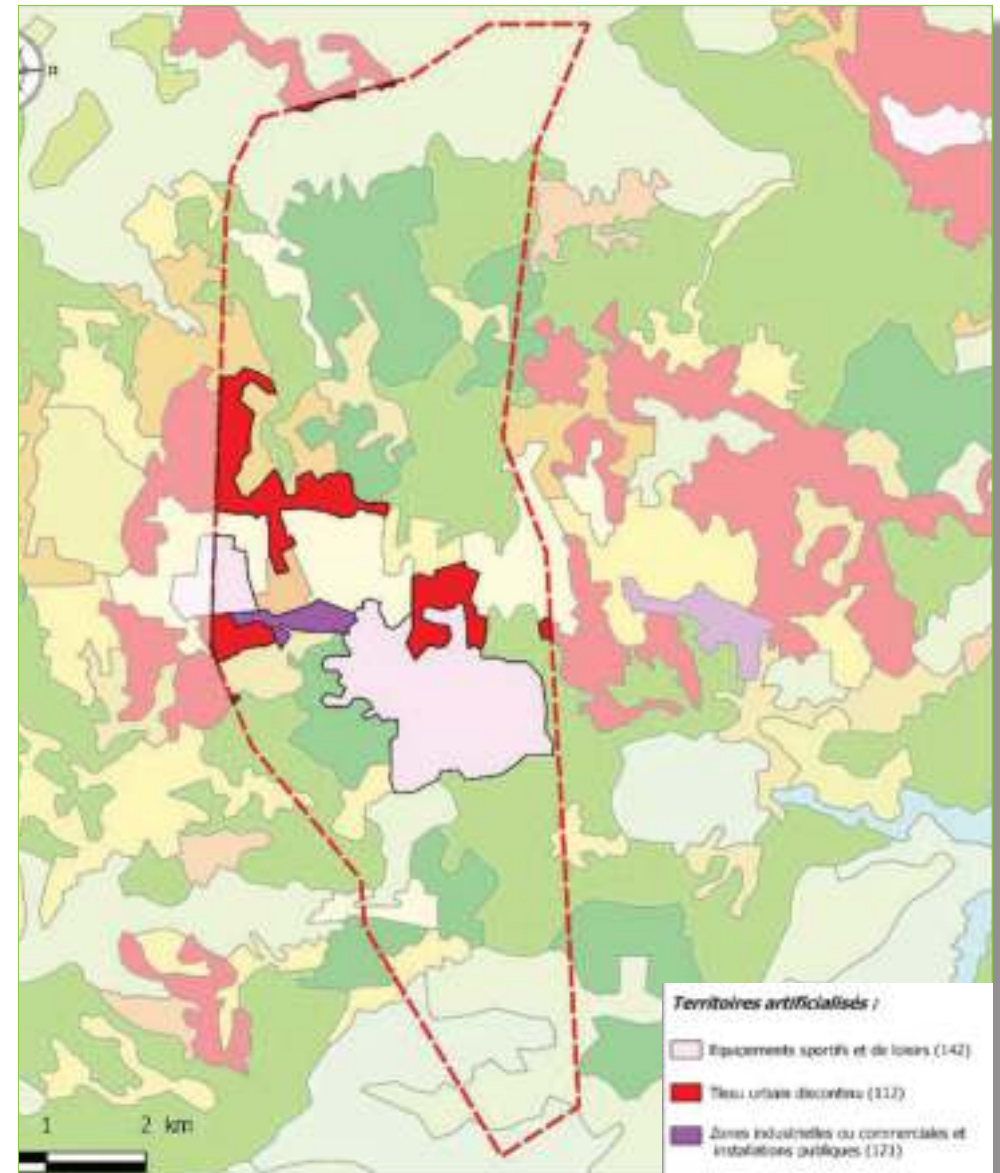 Territoires artificialisés :
Equipements sportifs et de loisirs (142)
Tissu urbain discontinu (112)
Zones industrielles ou commerciales et
installations publiques (121)
1 2 km